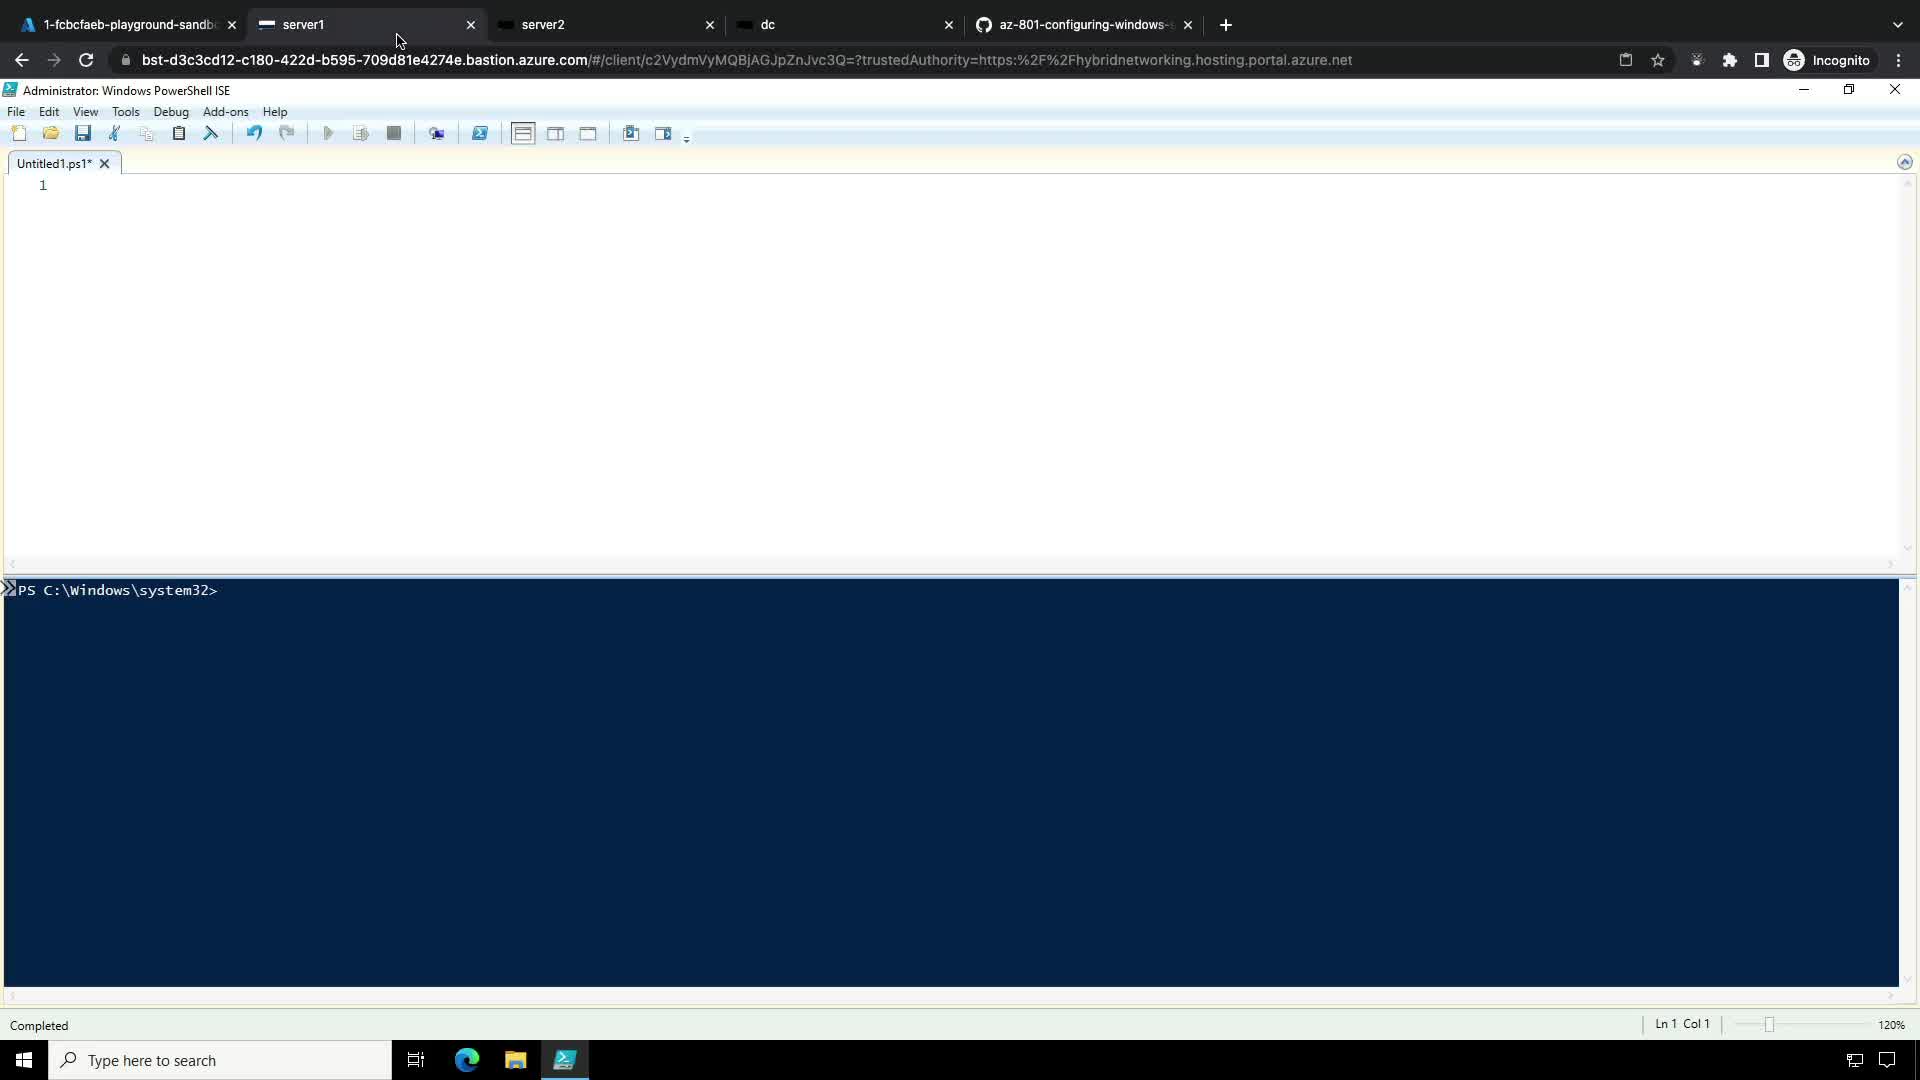 1-fcbcfaeb-playground-sandb
server1
server2
dc
az-801-configuring-windows-
bst-d3c3cd12-c180-422d-b595-709d81e4274e.bastion.azure.com/#/client/c2VydmVyMQBjAGJpZnJvc3Q=?trustedAuthority=https:%2F%2Fhybridnetworking.hosting.portal.azure.net
Incognito
Administrator: Windows PowerShell ISE
File Edit View Tools Debug Add-ons Help
Untitled1.ps1*
1
PS C:\Windows\system32>
Completed
Ln 1 Col 1
120%
Type here to search